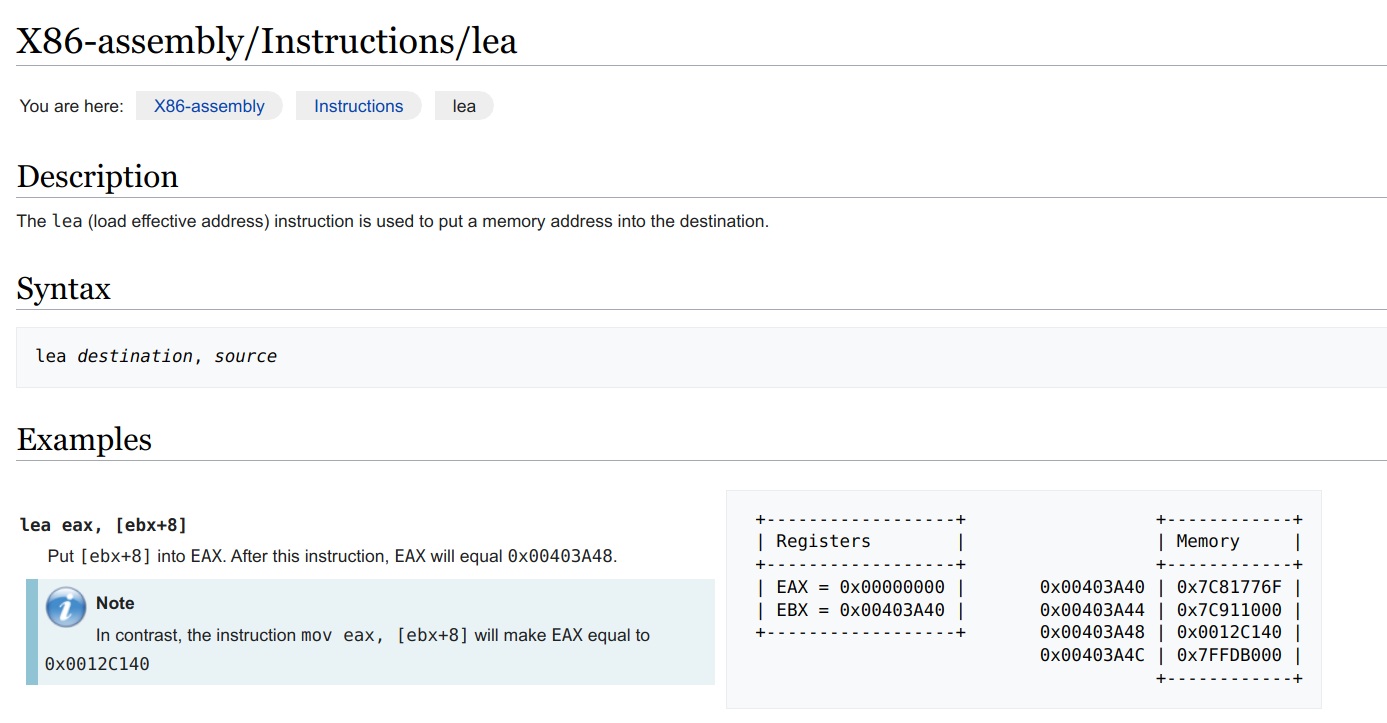 X86-assembly/Instructions/lea
You are here: X86-assembly Instructions lea
Description
The lea (load effective address) instruction is used to put a memory address into the destination.
Syntax
lea destination, source
Examples
lea eax, [ebx+8]
Put [ebx+8] into EAX. After this instruction, EAX will equal 0x00403A48.
Note
In contrast, the instruction mov eax, [ebx+8] will make EAX equal to
0x0012C140
+------------------+                  +------------+
| Registers        |                  | Memory     |
+------------------+                  +------------+
| EAX = 0x00000000 |       0x00403A40 | 0x7C81776F |
| EBX = 0x00403A40 |       0x00403A44 | 0x7C911000 |
+------------------+       0x00403A48 | 0x0012C140 |
                           0x00403A4C | 0x7FFDB000 |
                                      +------------+